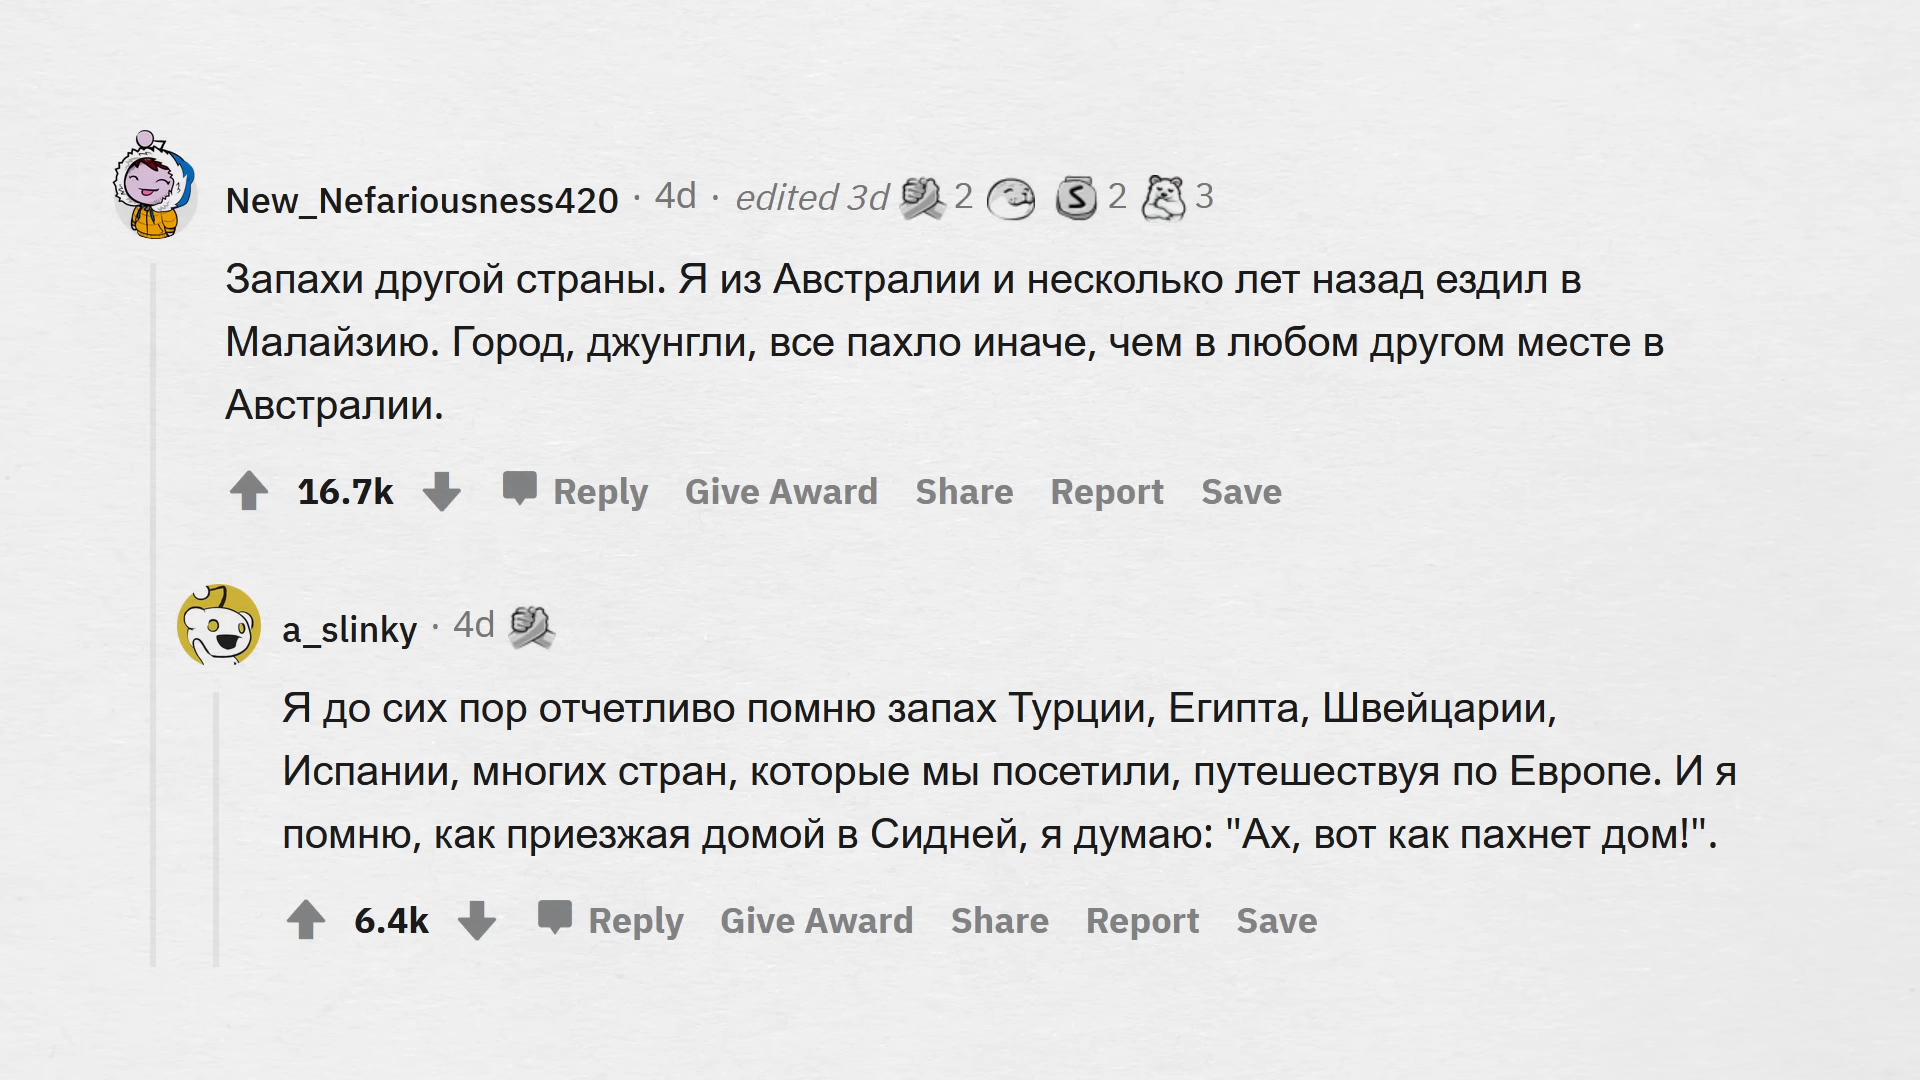 New_Nefariousness420 · 4d · edited 3d 2 S 2 3
Запахи другой страны. Я из Австралии и несколько лет назад ездил в
Малайзию. Город, джунгли, все пахло иначе, чем в любом другом месте в
Австралии.
16.7k Reply Give Award Share Report Save
a_slinky · 4d
Я до сих пор отчетливо помню запах Турции, Египта, Швейцарии,
Испании, многих стран, которые мы посетили, путешествуя по Европе. И я
помню, как приезжая домой в Сидней, я думаю: "Ах, вот как пахнет дом!".
6.4k Reply Give Award Share Report Save